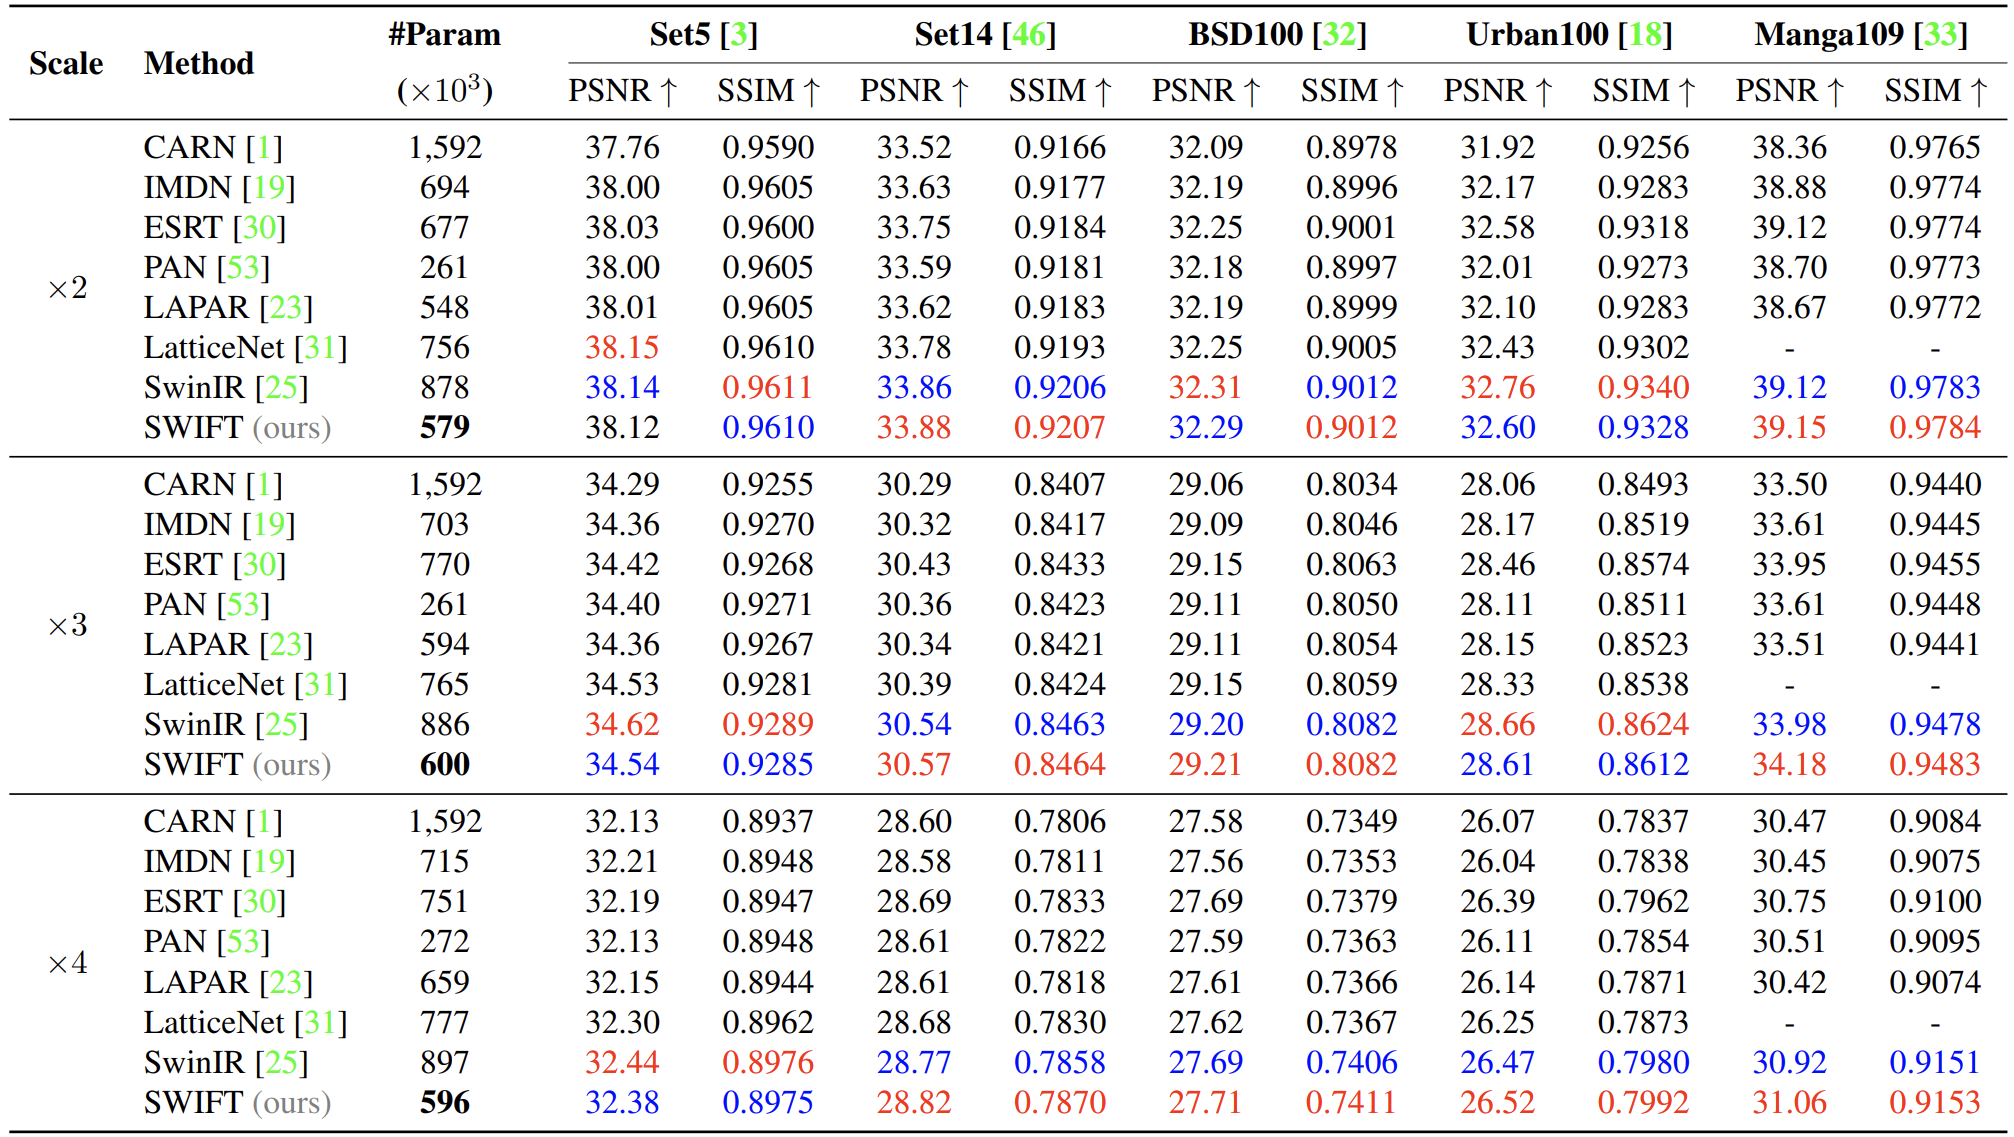 Scale Method #Param (×10³) Set5 [3] Set14 [46] BSD100 [32] Urban100 [18] Manga109 [33]
PSNR ↑ SSIM ↑ PSNR ↑ SSIM ↑ PSNR ↑ SSIM ↑ PSNR ↑ SSIM ↑ PSNR ↑ SSIM ↑
×2
CARN [1] 1,592 37.76 0.9590 33.52 0.9166 32.09 0.8978 31.92 0.9256 38.36 0.9765
IMDN [19] 694 38.00 0.9605 33.63 0.9177 32.19 0.8996 32.17 0.9283 38.88 0.9774
ESRT [30] 677 38.03 0.9600 33.75 0.9184 32.25 0.9001 32.58 0.9318 39.12 0.9774
PAN [53] 261 38.00 0.9605 33.59 0.9181 32.18 0.8997 32.01 0.9273 38.70 0.9773
LAPAR [23] 548 38.01 0.9605 33.62 0.9183 32.19 0.8999 32.10 0.9283 38.67 0.9772
LatticeNet [31] 756 38.15 0.9610 33.78 0.9193 32.25 0.9005 32.43 0.9302 - -
SwinIR [25] 878 38.14 0.9611 33.86 0.9206 32.31 0.9012 32.76 0.9340 39.12 0.9783
SWIFT (ours) 579 38.12 0.9610 33.88 0.9207 32.29 0.9012 32.60 0.9328 39.15 0.9784
×3
CARN [1] 1,592 34.29 0.9255 30.29 0.8407 29.06 0.8034 28.06 0.8493 33.50 0.9440
IMDN [19] 703 34.36 0.9270 30.32 0.8417 29.09 0.8046 28.17 0.8519 33.61 0.9445
ESRT [30] 770 34.42 0.9268 30.43 0.8433 29.15 0.8063 28.46 0.8574 33.95 0.9455
PAN [53] 261 34.40 0.9271 30.36 0.8423 29.11 0.8050 28.11 0.8511 33.61 0.9448
LAPAR [23] 594 34.36 0.9267 30.34 0.8421 29.11 0.8054 28.15 0.8523 33.51 0.9441
LatticeNet [31] 765 34.53 0.9281 30.39 0.8424 29.15 0.8059 28.33 0.8538 - -
SwinIR [25] 886 34.62 0.9289 30.54 0.8463 29.20 0.8082 28.66 0.8624 33.98 0.9478
SWIFT (ours) 600 34.54 0.9285 30.57 0.8464 29.21 0.8082 28.61 0.8612 34.18 0.9483
×4
CARN [1] 1,592 32.13 0.8937 28.60 0.7806 27.58 0.7349 26.07 0.7837 30.47 0.9084
IMDN [19] 715 32.21 0.8948 28.58 0.7811 27.56 0.7353 26.04 0.7838 30.45 0.9075
ESRT [30] 751 32.19 0.8947 28.69 0.7833 27.69 0.7379 26.39 0.7962 30.75 0.9100
PAN [53] 272 32.13 0.8948 28.61 0.7822 27.59 0.7363 26.11 0.7854 30.51 0.9095
LAPAR [23] 659 32.15 0.8944 28.61 0.7818 27.61 0.7366 26.14 0.7871 30.42 0.9074
LatticeNet [31] 777 32.30 0.8962 28.68 0.7830 27.62 0.7367 26.25 0.7873 - -
SwinIR [25] 897 32.44 0.8976 28.77 0.7858 27.69 0.7406 26.47 0.7980 30.92 0.9151
SWIFT (ours) 596 32.38 0.8975 28.82 0.7870 27.71 0.7411 26.52 0.7992 31.06 0.9153